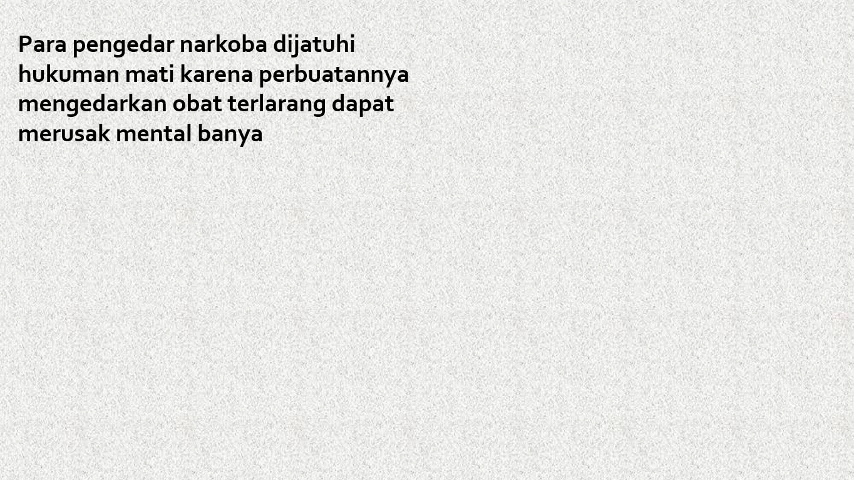 Para pengedar narkoba dijatuhi
hukuman mati karena perbuatannya
mengedarkan obat terlarang dapat
merusak mental banya